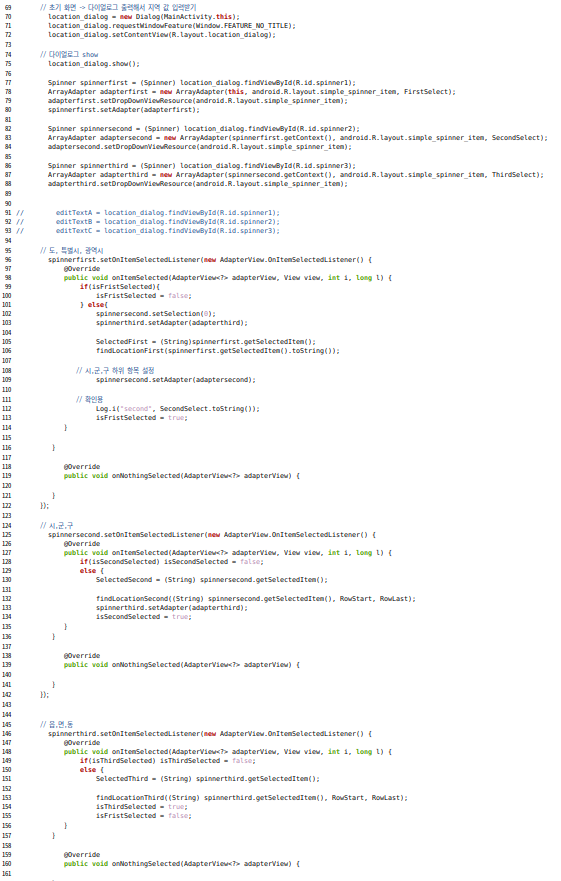 69 // 초기 화면 -> 다이얼로그 출력해서 지역 값 입력받기
70 location_dialog = new Dialog(MainActivity.this);
71 location_dialog.requestWindowFeature(Window.FEATURE_NO_TITLE);
72 location_dialog.setContentView(R.layout.location_dialog);
73
74 // 다이얼로그 show
75 location_dialog.show();
76
77 Spinner spinnerfirst = (Spinner) location_dialog.findViewById(R.id.spinner1);
78 ArrayAdapter adapterfirst = new ArrayAdapter(this, android.R.layout.simple_spinner_item, FirstSelect);
79 adapterfirst.setDropDownViewResource(android.R.layout.simple_spinner_item);
80 spinnerfirst.setAdapter(adapterfirst);
81
82 Spinner spinnersecond = (Spinner) location_dialog.findViewById(R.id.spinner2);
83 ArrayAdapter adaptersecond = new ArrayAdapter(spinnerfirst.getContext(), android.R.layout.simple_spinner_item, SecondSelect);
84 adaptersecond.setDropDownViewResource(android.R.layout.simple_spinner_item);
85
86 Spinner spinnerthird = (Spinner) location_dialog.findViewById(R.id.spinner3);
87 ArrayAdapter adapterthird = new ArrayAdapter(spinnersecond.getContext(), android.R.layout.simple_spinner_item, ThirdSelect);
88 adapterthird.setDropDownViewResource(android.R.layout.simple_spinner_item);
89
90
91 // editTextA = location_dialog.findViewById(R.id.spinner1);
92 // editTextB = location_dialog.findViewById(R.id.spinner2);
93 // editTextC = location_dialog.findViewById(R.id.spinner3);
94
95 // 도, 특별시, 광역시
96 spinnerfirst.setOnItemSelectedListener(new AdapterView.OnItemSelectedListener() {
97 @Override
98 public void onItemSelected(AdapterView<?> adapterView, View view, int i, long l) {
99 if(isFristSelected){
100 isFristSelected = false;
101 } else{
102 spinnersecond.setSelection(0);
103 spinnerthird.setAdapter(adapterthird);
104
105 SelectedFirst = (String)spinnerfirst.getSelectedItem();
106 findLocationFirst(spinnerfirst.getSelectedItem().toString());
107
108 // 시,군,구 하위 항목 설정
109 spinnersecond.setAdapter(adaptersecond);
110
111 // 확인용
112 Log.i("second", SecondSelect.toString());
113 isFristSelected = true;
114 }
115
116 }
117
118 @Override
119 public void onNothingSelected(AdapterView<?> adapterView) {
120
121 }
122 });
123
124 // 시,군,구
125 spinnersecond.setOnItemSelectedListener(new AdapterView.OnItemSelectedListener() {
126 @Override
127 public void onItemSelected(AdapterView<?> adapterView, View view, int i, long l) {
128 if(isSecondSelected) isSecondSelected = false;
129 else {
130 SelectedSecond = (String) spinnersecond.getSelectedItem();
131
132 findLocationSecond((String) spinnersecond.getSelectedItem(), RowStart, RowLast);
133 spinnerthird.setAdapter(adapterthird);
134 isSecondSelected = true;
135 }
136 }
137
138 @Override
139 public void onNothingSelected(AdapterView<?> adapterView) {
140
141 }
142 });
143
144
145 // 읍,면,동
146 spinnerthird.setOnItemSelectedListener(new AdapterView.OnItemSelectedListener() {
147 @Override
148 public void onItemSelected(AdapterView<?> adapterView, View view, int i, long l) {
149 if(isThirdSelected) isThirdSelected = false;
150 else {
151 SelectedThird = (String) spinnerthird.getSelectedItem();
152
153 findLocationThird((String) spinnerthird.getSelectedItem(), RowStart, RowLast);
154 isThirdSelected = true;
155 isFristSelected = false;
156 }
157 }
158
159 @Override
160 public void onNothingSelected(AdapterView<?> adapterView) {
161